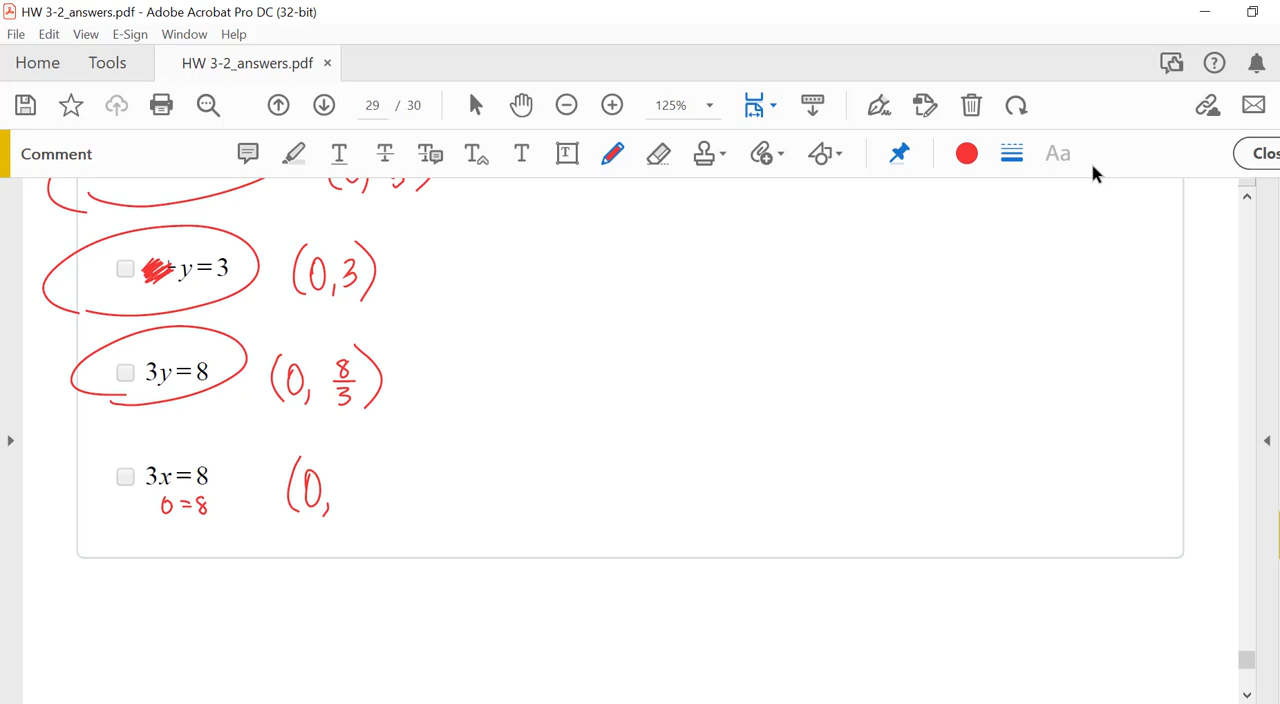 HW 3-2_answers.pdf - Adobe Acrobat Pro DC (32-bit)
File Edit View E-Sign Window Help
Home Tools HW 3-2_answers.pdf ×
29 / 30 125%
Comment Aa Clos
y = 3 (0, 3)
3y = 8 (0, 8/3)
3x = 8 (0,
0 = 8